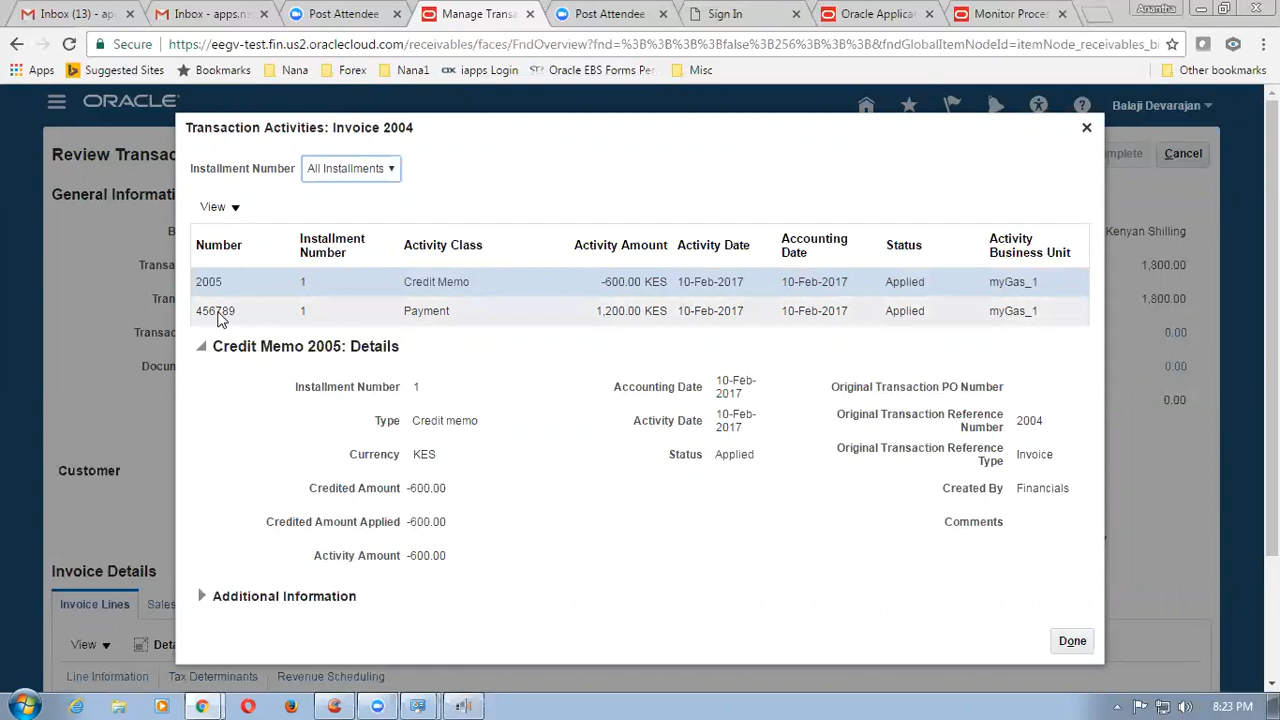 Inbox (13) - ap
Inbox - apps.n
Post Attendee
Manage Transa
Post Attendee
Sign In
Oracle Applica
Monitor Proce
Anantha
Secure https://eegv-test.fin.us2.oraclecloud.com/receivables/faces/FndOverview?fnd=%3B%3B%3B%3Bfalse%3B256%3B%3B%3B&fndGlobalItemNodeId=itemNode_receivables_bi
Apps Suggested Sites Bookmarks Nana Forex Nana1 iapps Login Oracle EBS Forms Per Misc Other bookmarks
ORACLE Balaji Devarajan
Review Transa
Transaction Activities: Invoice 2004
mplete Cancel
General Informati
Installment Number All Installments
View
B
Kenyan Shilling
Transa
1,800.00
Tran
1,800.00
Transact
0.00
Docum
0.00
0.00
Number Installment Number Activity Class Activity Amount Activity Date Accounting Date Status Activity Business Unit
2005 1 Credit Memo -600.00 KES 10-Feb-2017 10-Feb-2017 Applied myGas_1
456789 1 Payment 1,200.00 KES 10-Feb-2017 10-Feb-2017 Applied myGas_1
Credit Memo 2005: Details
Installment Number 1 Accounting Date 10-Feb-2017 Original Transaction PO Number
Type Credit memo Activity Date 10-Feb-2017 Original Transaction Reference Number 2004
Currency KES Status Applied Original Transaction Reference Type Invoice
Credited Amount -600.00 Created By Financials
Credited Amount Applied -600.00 Comments
Activity Amount -600.00
Additional Information
Done
Customer
Invoice Details
Invoice Lines Sales
View Deta
Line Information Tax Determinants Revenue Scheduling
8:23 PM